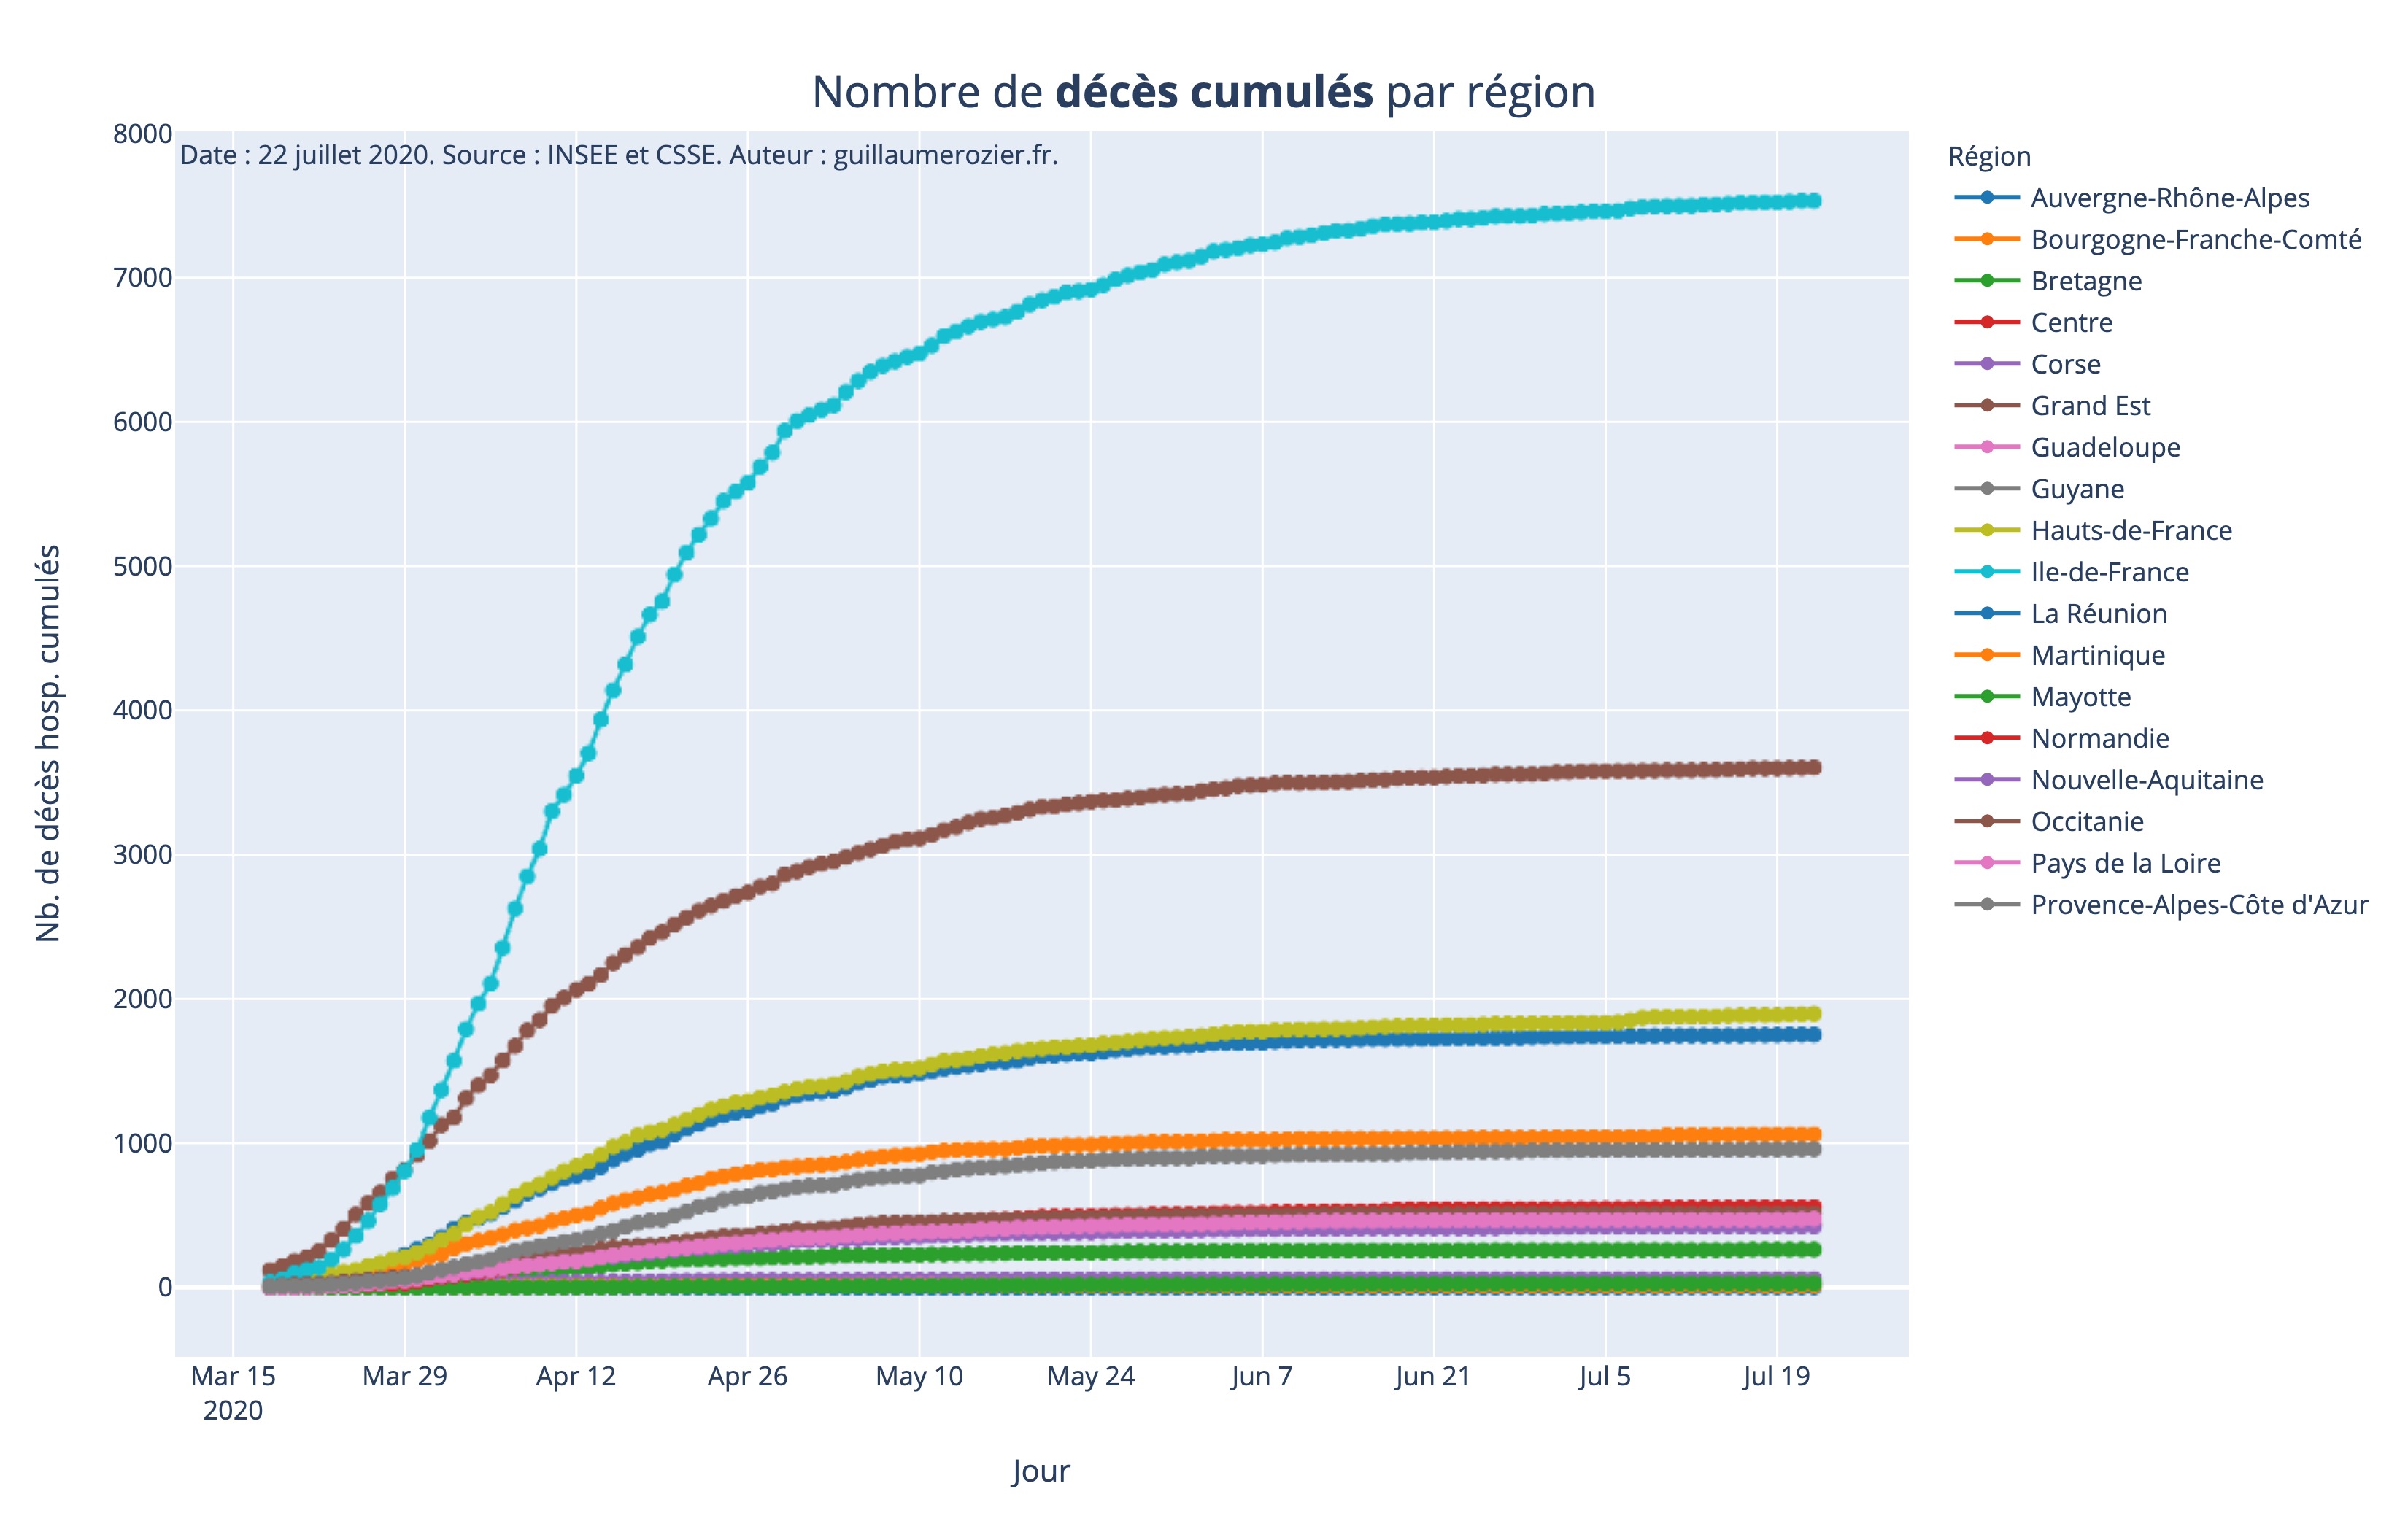 Nombre de décès cumulés par région
Date : 22 juillet 2020. Source : INSEE et CSSE. Auteur : guillaumerozier.fr.
Nb. de décès hosp. cumulés
8000
7000
6000
5000
4000
3000
2000
1000
0
Mar 15
2020
Mar 29
Apr 12
Apr 26
May 10
May 24
Jun 7
Jun 21
Jul 5
Jul 19
Jour
Région
Auvergne-Rhône-Alpes
Bourgogne-Franche-Comté
Bretagne
Centre
Corse
Grand Est
Guadeloupe
Guyane
Hauts-de-France
Ile-de-France
La Réunion
Martinique
Mayotte
Normandie
Nouvelle-Aquitaine
Occitanie
Pays de la Loire
Provence-Alpes-Côte d'Azur